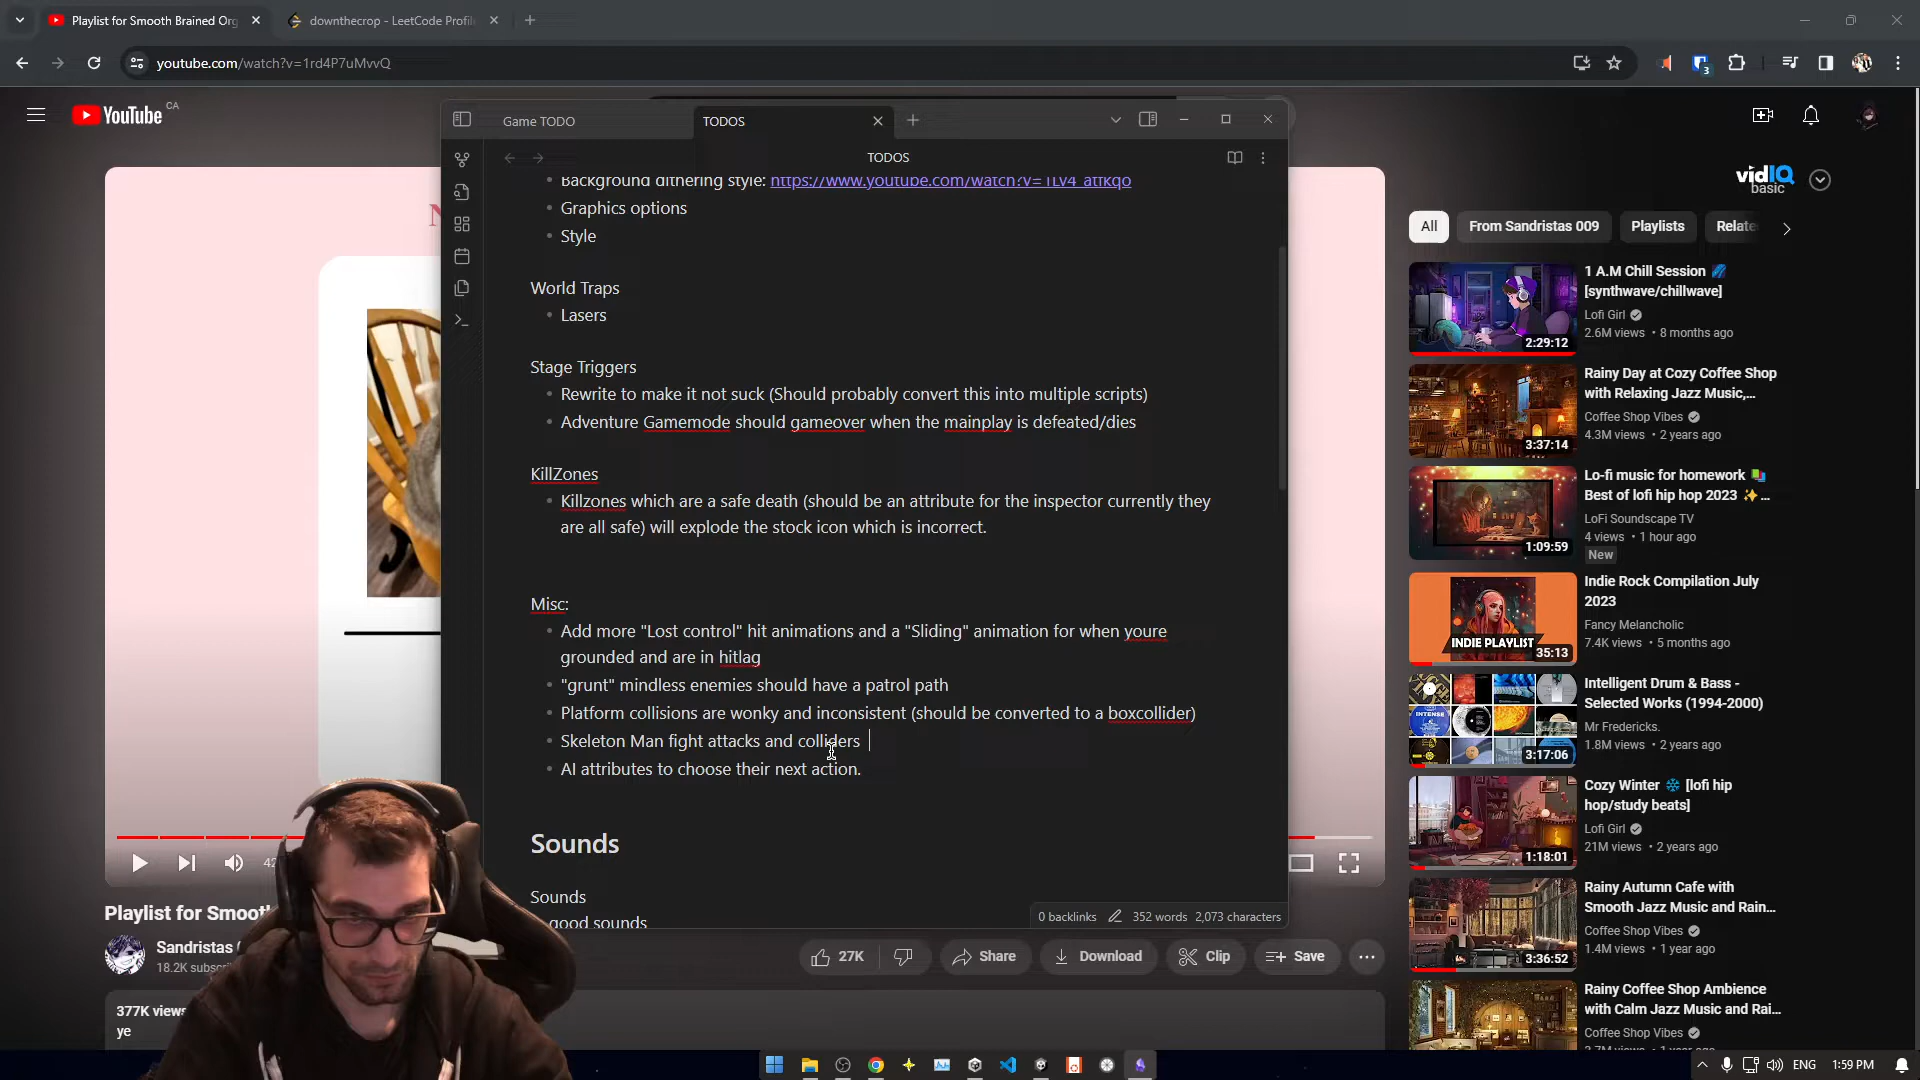 Playlist for Smooth Brained Org
downthecrop - LeetCode Profil
youtube.com/watch?v=1rd4P7uMvvQ
3
YouTube CA
Game TODO
TODOS
TODOS
Background dithering style:
Graphics options
Style
World Traps
Lasers
Stage Triggers
Rewrite to make it not suck (Should probably convert this into multiple scripts)
Adventure Gamemode should gameover when the mainplay is defeated/dies
KillZones
Killzones which are a safe death (should be an attribute for the inspector currently they
are all safe) will explode the stock icon which is incorrect.
Misc:
Add more "Lost control" hit animations and a "Sliding" animation for when youre
grounded and are in hitlag
"grunt" mindless enemies should have a patrol path
Platform collisions are wonky and inconsistent (should be converted to a boxcollider)
Skeleton Man fight attacks and colliders
AI attributes to choose their next action.
Sounds
Sounds
good sounds
0 backlinks
352 words
2,073 characters
vidIQ
basic
All
From Sandristas 009
Playlists
Relate
1 A.M Chill Session
[synthwave/chillwave]
Lofi Girl
2.6M views • 8 months ago
2:29:12
Rainy Day at Cozy Coffee Shop
with Relaxing Jazz Music,...
Coffee Shop Vibes
4.3M views • 2 years ago
3:37:14
Lo-fi music for homework
Best of lofi hip hop 2023 ...
LoFi Soundscape TV
4 views • 1 hour ago
New
1:09:59
Indie Rock Compilation July
2023
Fancy Melancholic
7.4K views • 5 months ago
INDIE PLAYLIST
35:13
Intelligent Drum & Bass -
Selected Works (1994-2000)
Mr Fredericks.
1.8M views • 2 years ago
INTENSE
3:17:06
Cozy Winter ❄ [lofi hip
hop/study beats]
Lofi Girl
21M views • 2 years ago
1:18:01
Rainy Autumn Cafe with
Smooth Jazz Music and Rain...
Coffee Shop Vibes
1.4M views • 1 year ago
3:36:52
Rainy Coffee Shop Ambience
with Calm Jazz Music and Rai...
Coffee Shop Vibes
Playlist for Smoot
Sandristas
18.2K subscri
27K
Share
Download
Clip
Save
377K views
ye
ENG
1:59 PM